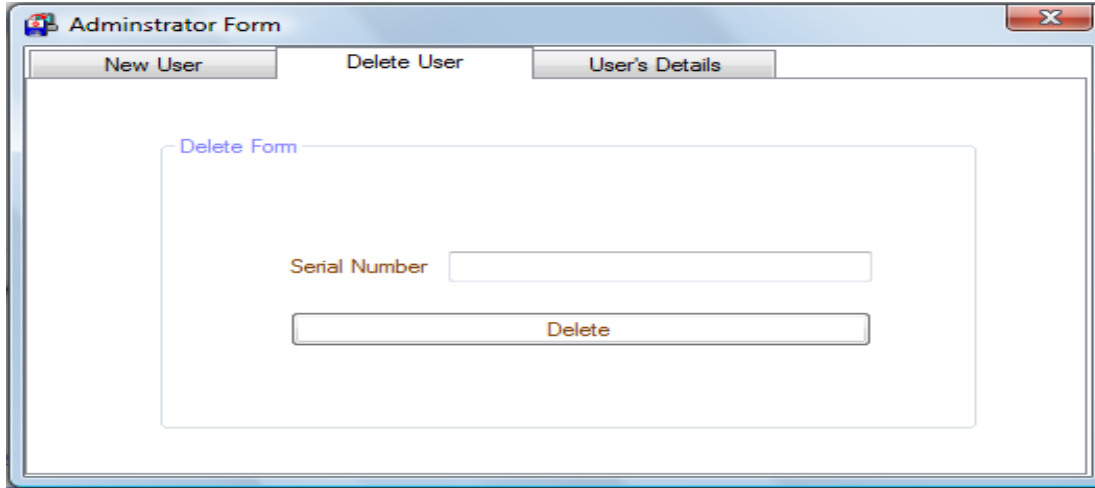 Adminstrator Form
New User Delete User User's Details
Delete Form
Serial Number
Delete